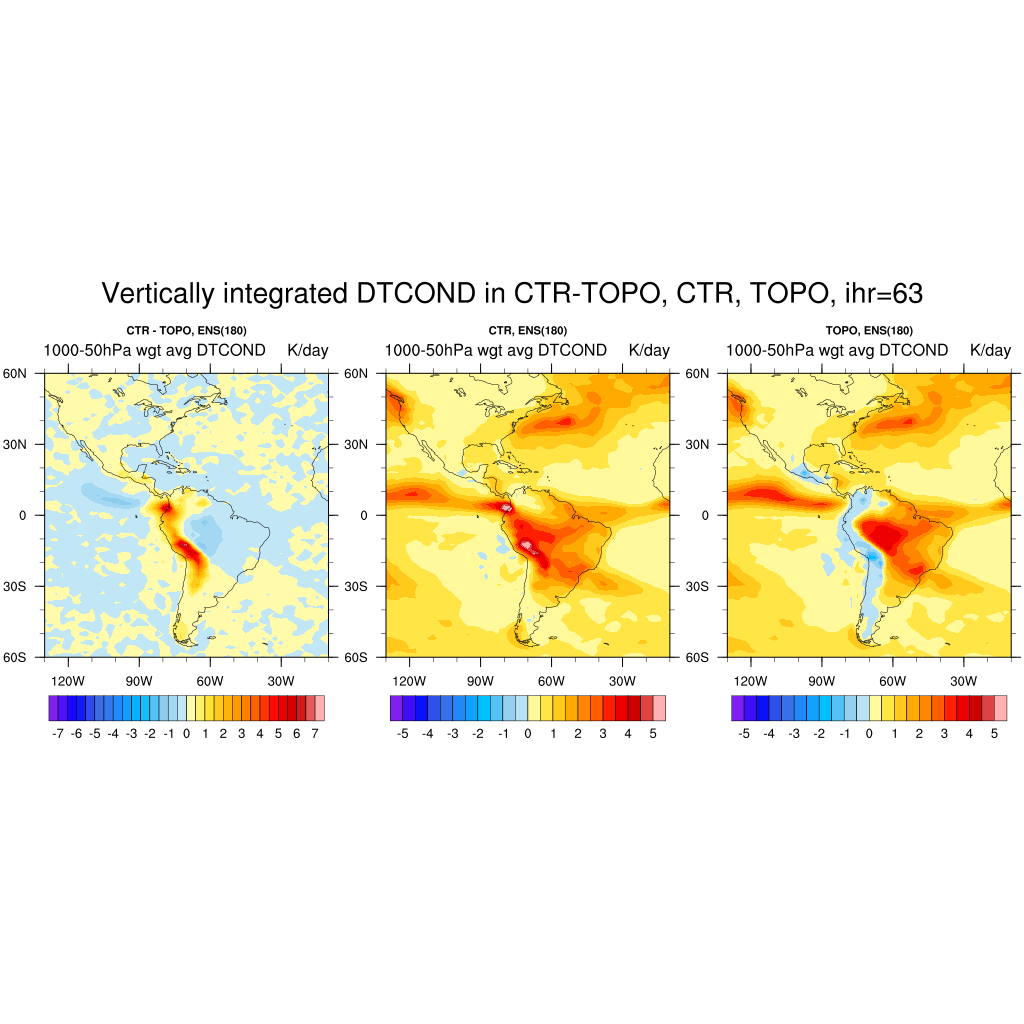 Vertically integrated DTCOND in CTR-TOPO, CTR, TOPO, ihr=63
CTR - TOPO, ENS(180)
1000-50hPa wgt avg DTCOND K/day
60N
30N
0
30S
60S
120W 90W 60W 30W
-7 -6 -5 -4 -3 -2 -1 0 1 2 3 4 5 6 7
CTR, ENS(180)
1000-50hPa wgt avg DTCOND K/day
60N
30N
0
30S
60S
120W 90W 60W 30W
-5 -4 -3 -2 -1 0 1 2 3 4 5
TOPO, ENS(180)
1000-50hPa wgt avg DTCOND K/day
60N
30N
0
30S
60S
120W 90W 60W 30W
-5 -4 -3 -2 -1 0 1 2 3 4 5